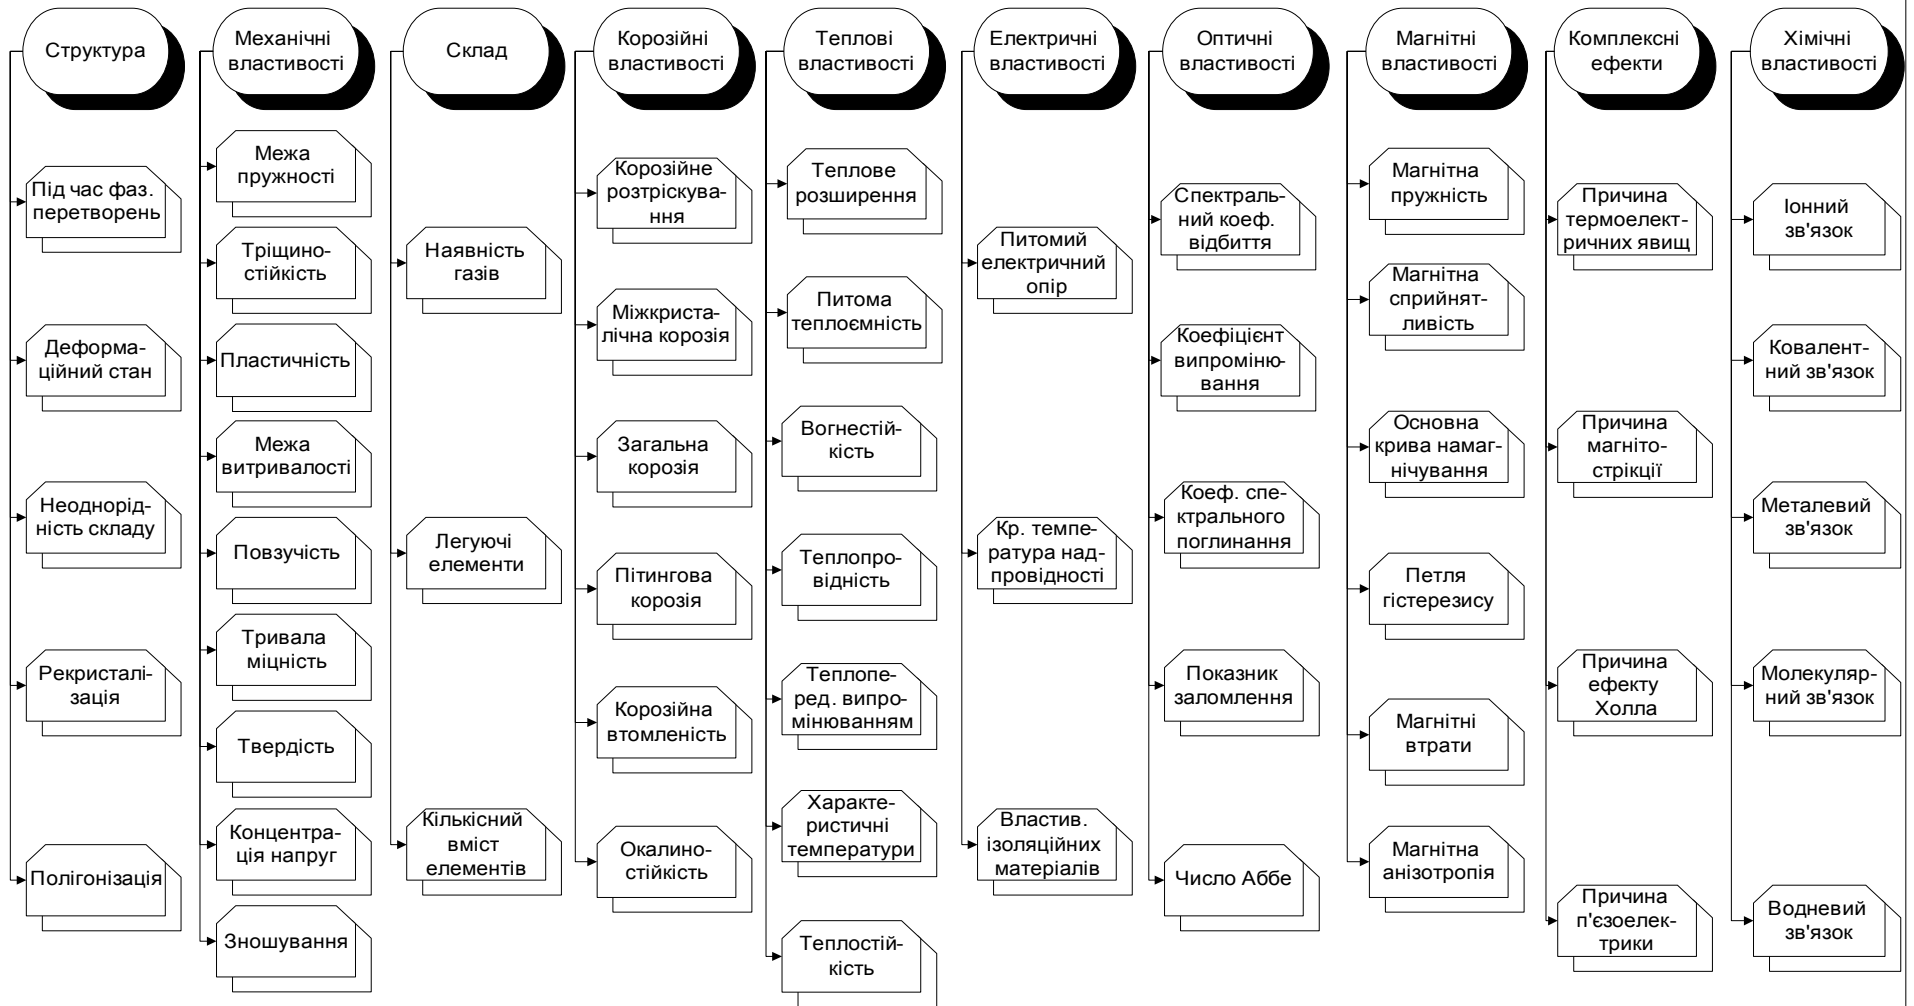 Структура
Під час фаз.
перетворень
Деформа-
ційний стан
Неоднорід-
ність складу
Рекристалі-
зація
Полігонізація
Механічні
властивості
Межа
пружності
Тріщино-
стійкість
Пластичність
Межа
витривалості
Повзучість
Тривала
міцність
Твердість
Концентра-
ція напруг
Зношування
Склад
Наявність
газів
Легуючі
елементи
Кількісний
вміст
елементів
Корозійні
властивості
Корозійне
розтріскува-
ння
Міжкриста-
лічна корозія
Загальна
корозія
Пітингова
корозія
Корозійна
втомленість
Окалино-
стійкість
Теплові
властивості
Теплове
розширення
Питома
теплоємність
Вогнестій-
кість
Теплопро-
відність
Теплопе-
ред. випро-
мінюванням
Характе-
ристичні
температури
Теплостій-
кість
Електричні
властивості
Питомий
електричний
опір
Кр. темпе-
ратура над-
провідності
Властив.
ізоляційних
матеріалів
Оптичні
властивості
Спектраль-
ний коеф.
відбиття
Коефіцієнт
випроміню-
вання
Коеф. спе-
ктрального
поглинання
Показник
заломлення
Число Аббе
Магнітні
властивості
Магнітна
пружність
Магнітна
сприйнят-
ливість
Основна
крива намаг-
нічування
Петля
гістерезису
Магнітні
втрати
Магнітна
анізотропія
Комплексні
ефекти
Причина
термоелект-
ричних явищ
Причина
магніто-
стрікції
Причина
ефекту
Холла
Причина
п'єзоелек-
трики
Хімічні
властивості
Іонний
зв'язок
Ковалент-
ний зв'язок
Металевий
зв'язок
Молекуляр-
ний зв'язок
Водневий
зв'язок